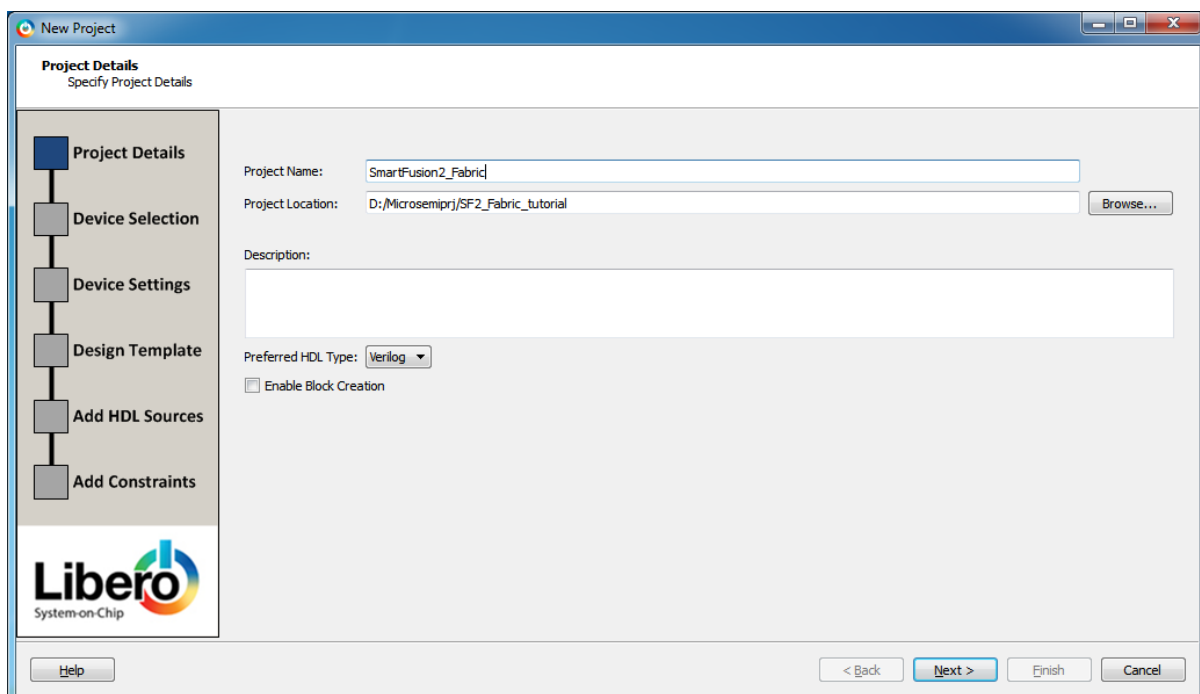 New Project
Project Details
Specify Project Details
Project Details
Device Selection
Device Settings
Design Template
Add HDL Sources
Add Constraints
Libero
System-on-Chip
Project Name: SmartFusion2_Fabric
Project Location: D:/Microsemiprj/SF2_Fabric_tutorial Browse...
Description:
Preferred HDL Type: Verilog
Enable Block Creation
Help < Back Next > Finish Cancel